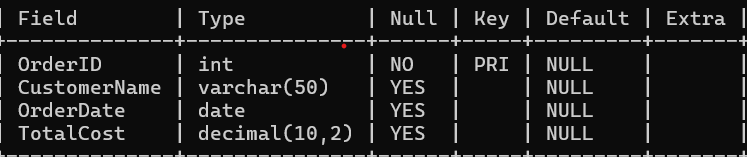 | Field | Type | Null | Key | Default | Extra |
| OrderID | int | NO | PRI | NULL | |
| CustomerName | varchar(50) | YES | | NULL | |
| OrderDate | date | YES | | NULL | |
| TotalCost | decimal(10,2) | YES | | NULL | |